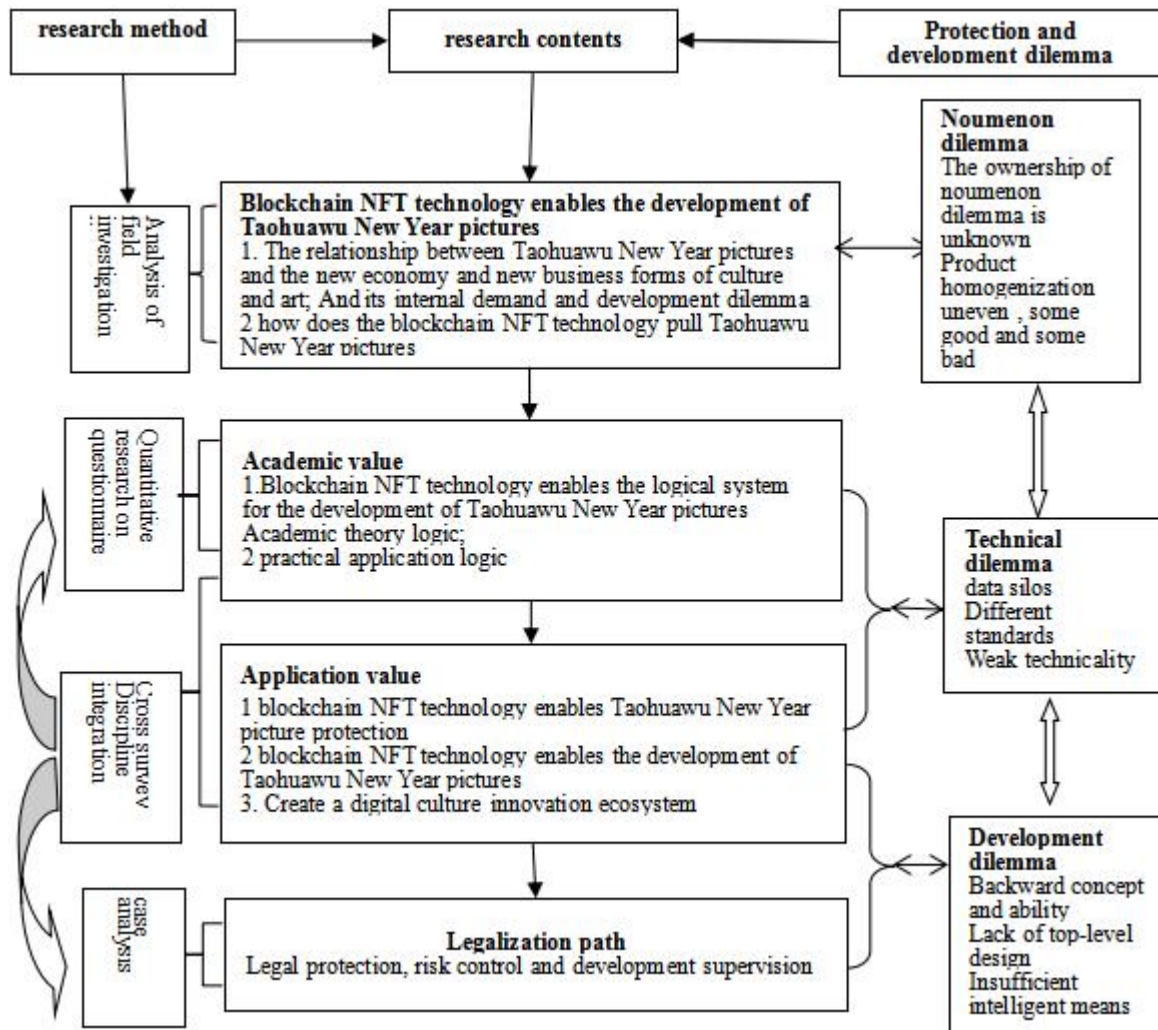 research method
research contents
Protection and
development dilemma
Noumenon
dilemma
The ownership of
noumenon
dilemma is
unknown
Product
homogenization
uneven , some
good and some
bad
Analysis of
field
investigation
Blockchain NFT technology enables the development of
Taohuawu New Year pictures
1. The relationship between Taohuawu New Year pictures
and the new economy and new business forms of culture
and art; And its internal demand and development dilemma
2 how does the blockchain NFT technology pull Taohuawu
New Year pictures
Quantitative
research on
questionnaire
Academic value
1.Blockchain NFT technology enables the logical system
for the development of Taohuawu New Year pictures
Academic theory logic;
2 practical application logic
Technical
dilemma
data silos
Different
standards
Weak technicality
Cross survey
Discipline
integration
Application value
1 blockchain NFT technology enables Taohuawu New Year
picture protection
2 blockchain NFT technology enables the development of
Taohuawu New Year pictures
3. Create a digital culture innovation ecosystem
Development
dilemma
Backward concept
and ability
Lack of top-level
design
Insufficient
intelligent means
case
analysis
Legalization path
Legal protection, risk control and development supervision